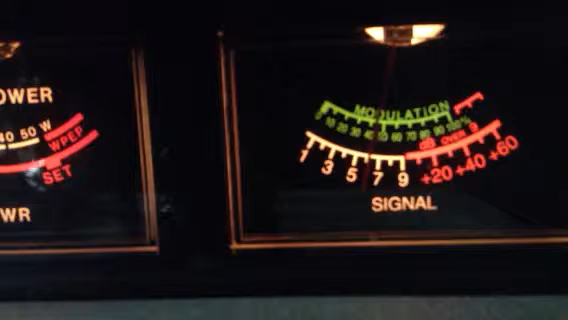 OWER
40 50 W
WPEP
SET
WR
MODULATION
0 10 20 30 40 50 60 70 80 90 100%
dB OVER 9
1 3 5 7 9 +20 +40 +60
SIGNAL